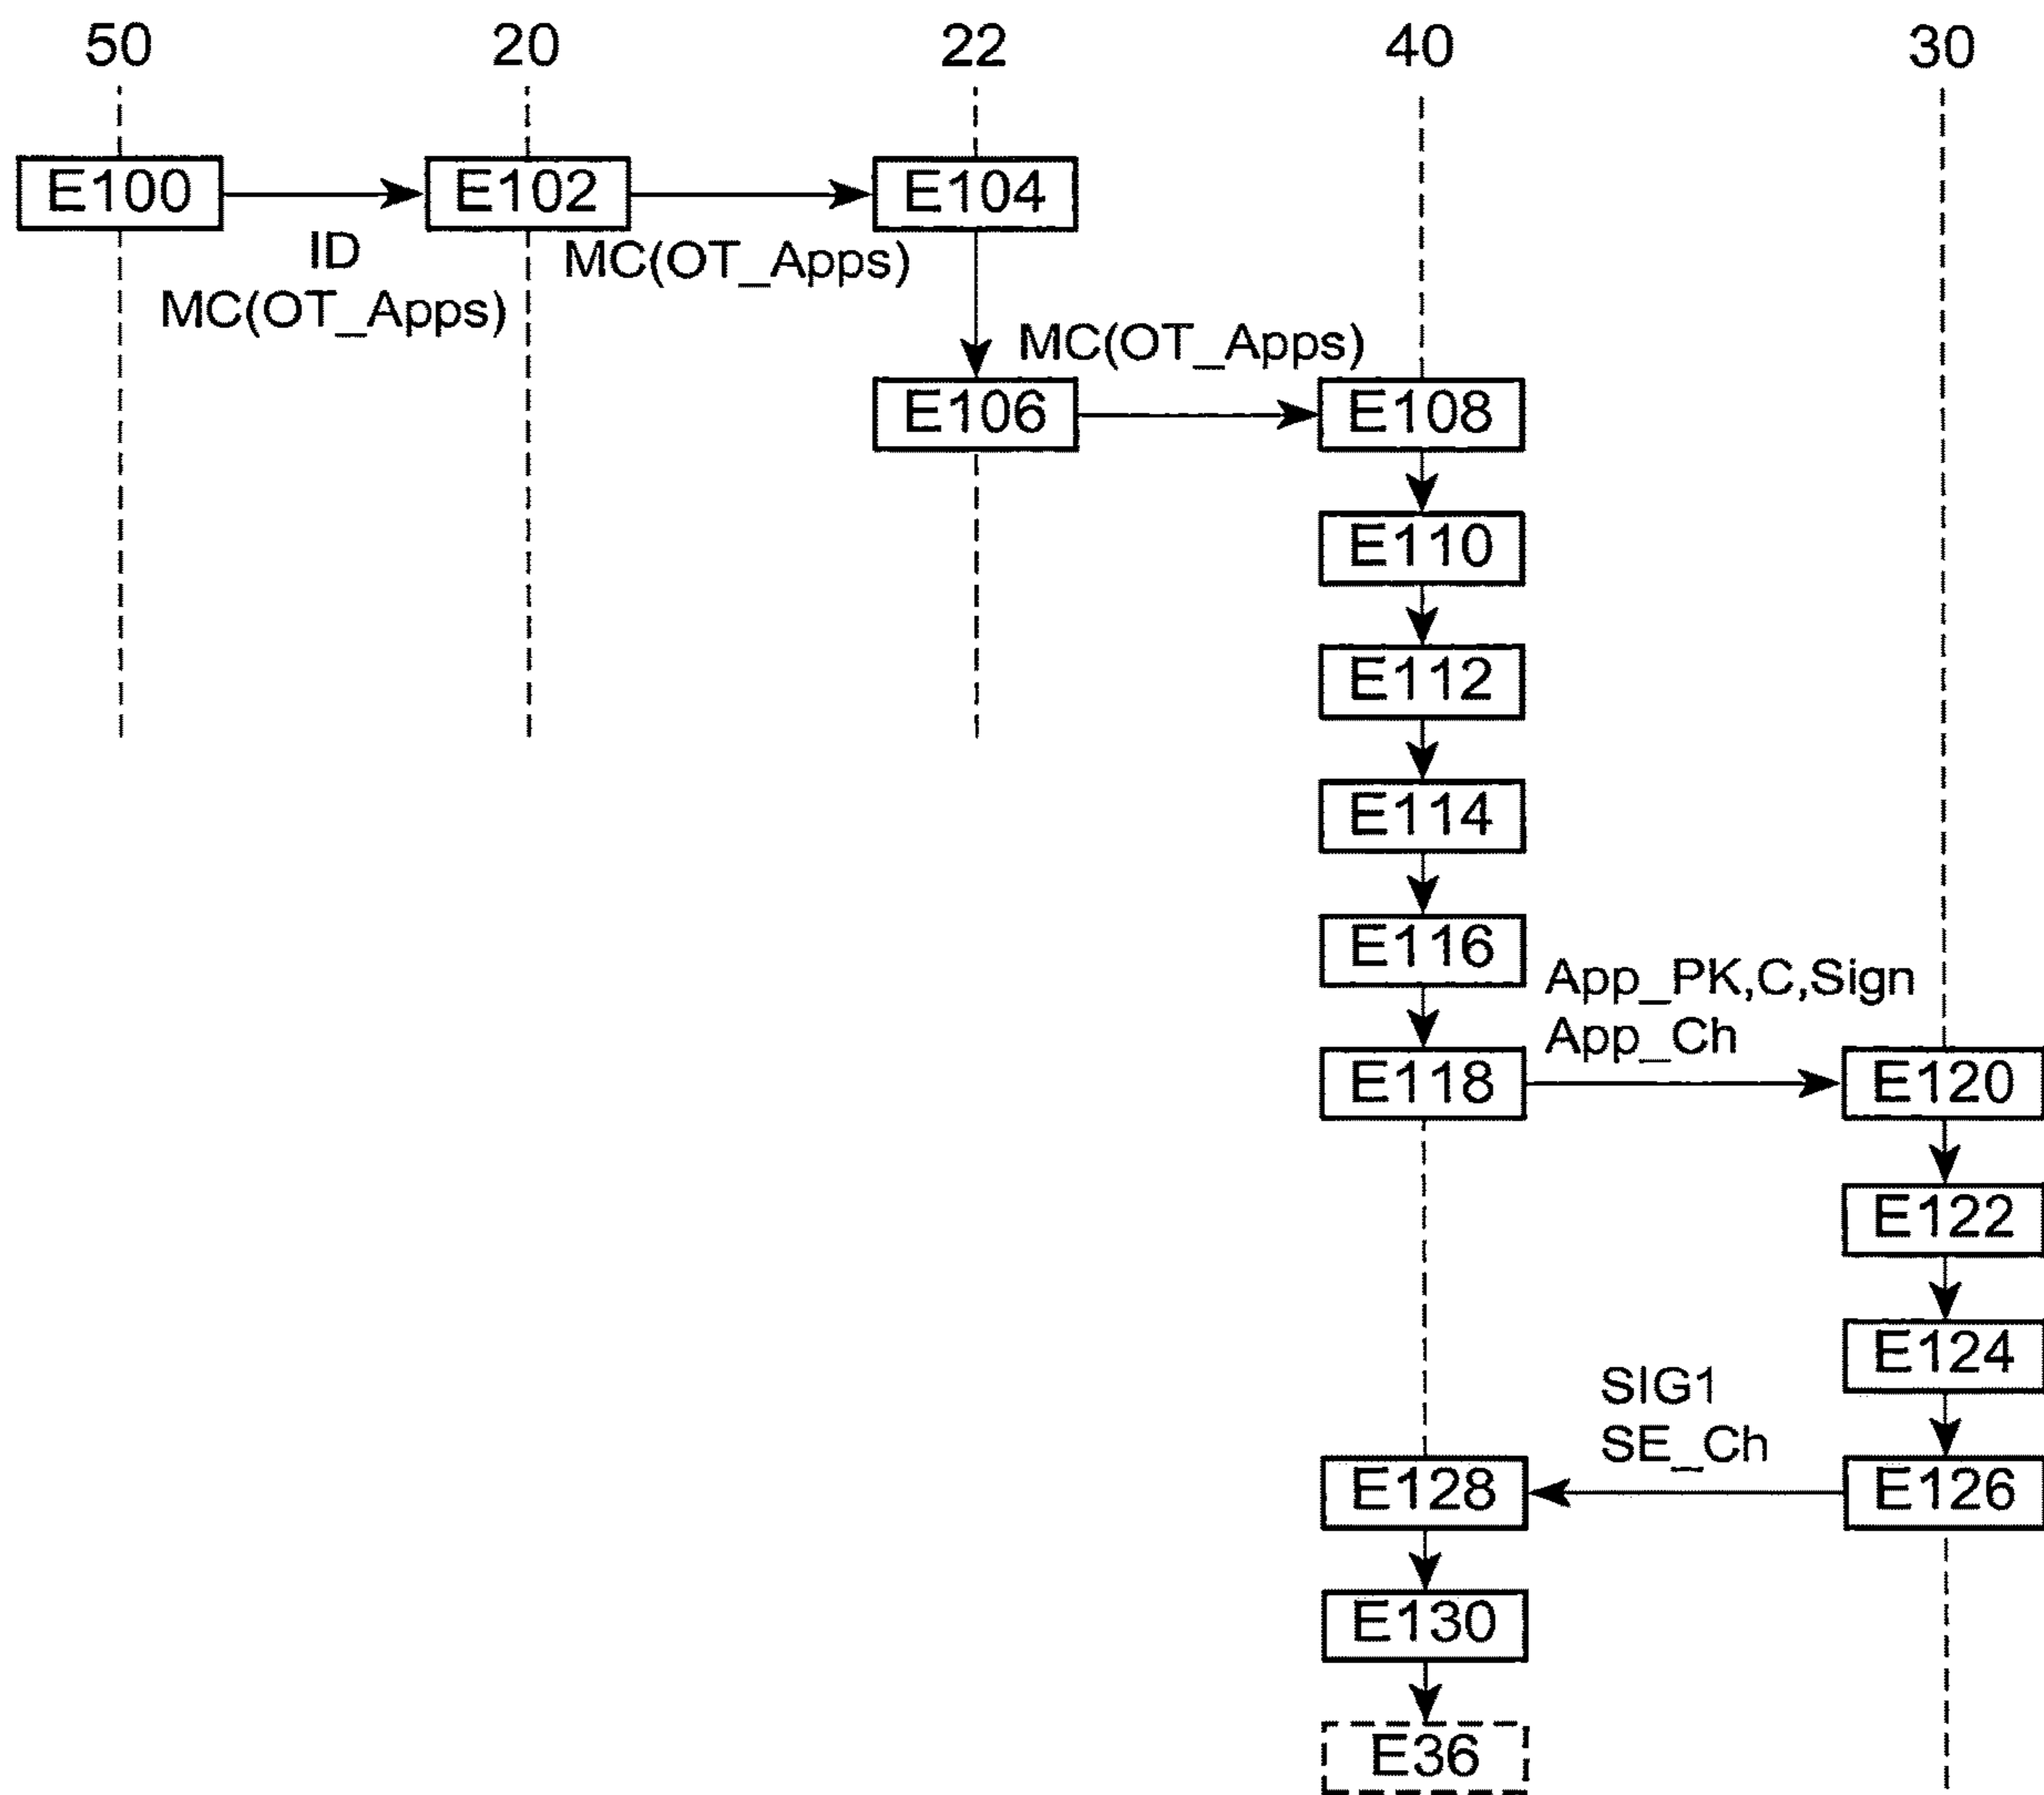 50 20 22 40 30
E100 E102 E104
ID
MC(OT_Apps)
MC(OT_Apps)
MC(OT_Apps)
E106 E108
E110
E112
E114
E116
App_PK,C,Sign
App_Ch
E118 E120
E122
E124
SIG1
SE_Ch
E128 E126
E130
E36